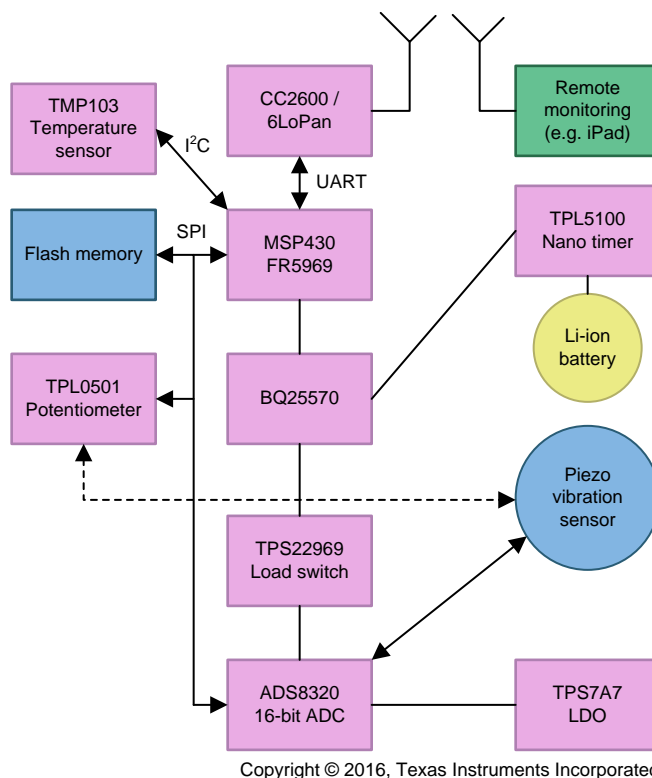 TMP103
Temperature
sensor
CC2600 /
6LoPan
Remote
monitoring
(e.g. iPad)
I²C
UART
Flash memory
SPI
MSP430
FR5969
TPL5100
Nano timer
Li-ion
battery
TPL0501
Potentiometer
BQ25570
Piezo
vibration
sensor
TPS22969
Load switch
ADS8320
16-bit ADC
TPS7A7
LDO
Copyright © 2016, Texas Instruments Incorporated